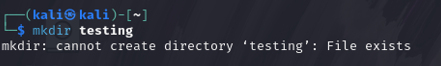 ┌──(kali㉿kali)-[~]
└─$ mkdir testing
mkdir: cannot create directory ‘testing’: File exists